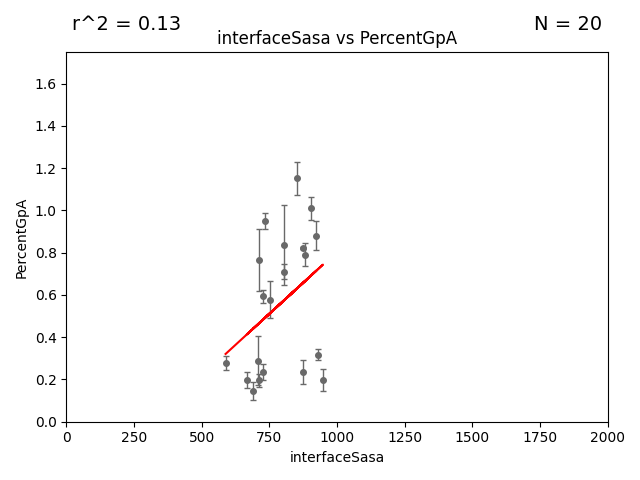 r^2 = 0.13
N = 20
interfaceSasa vs PercentGpA
1.6
1.4
1.2
1.0
0.8
0.6
0.4
0.2
0.0
PercentGpA
0 250 500 750 1000 1250 1500 1750 2000
interfaceSasa